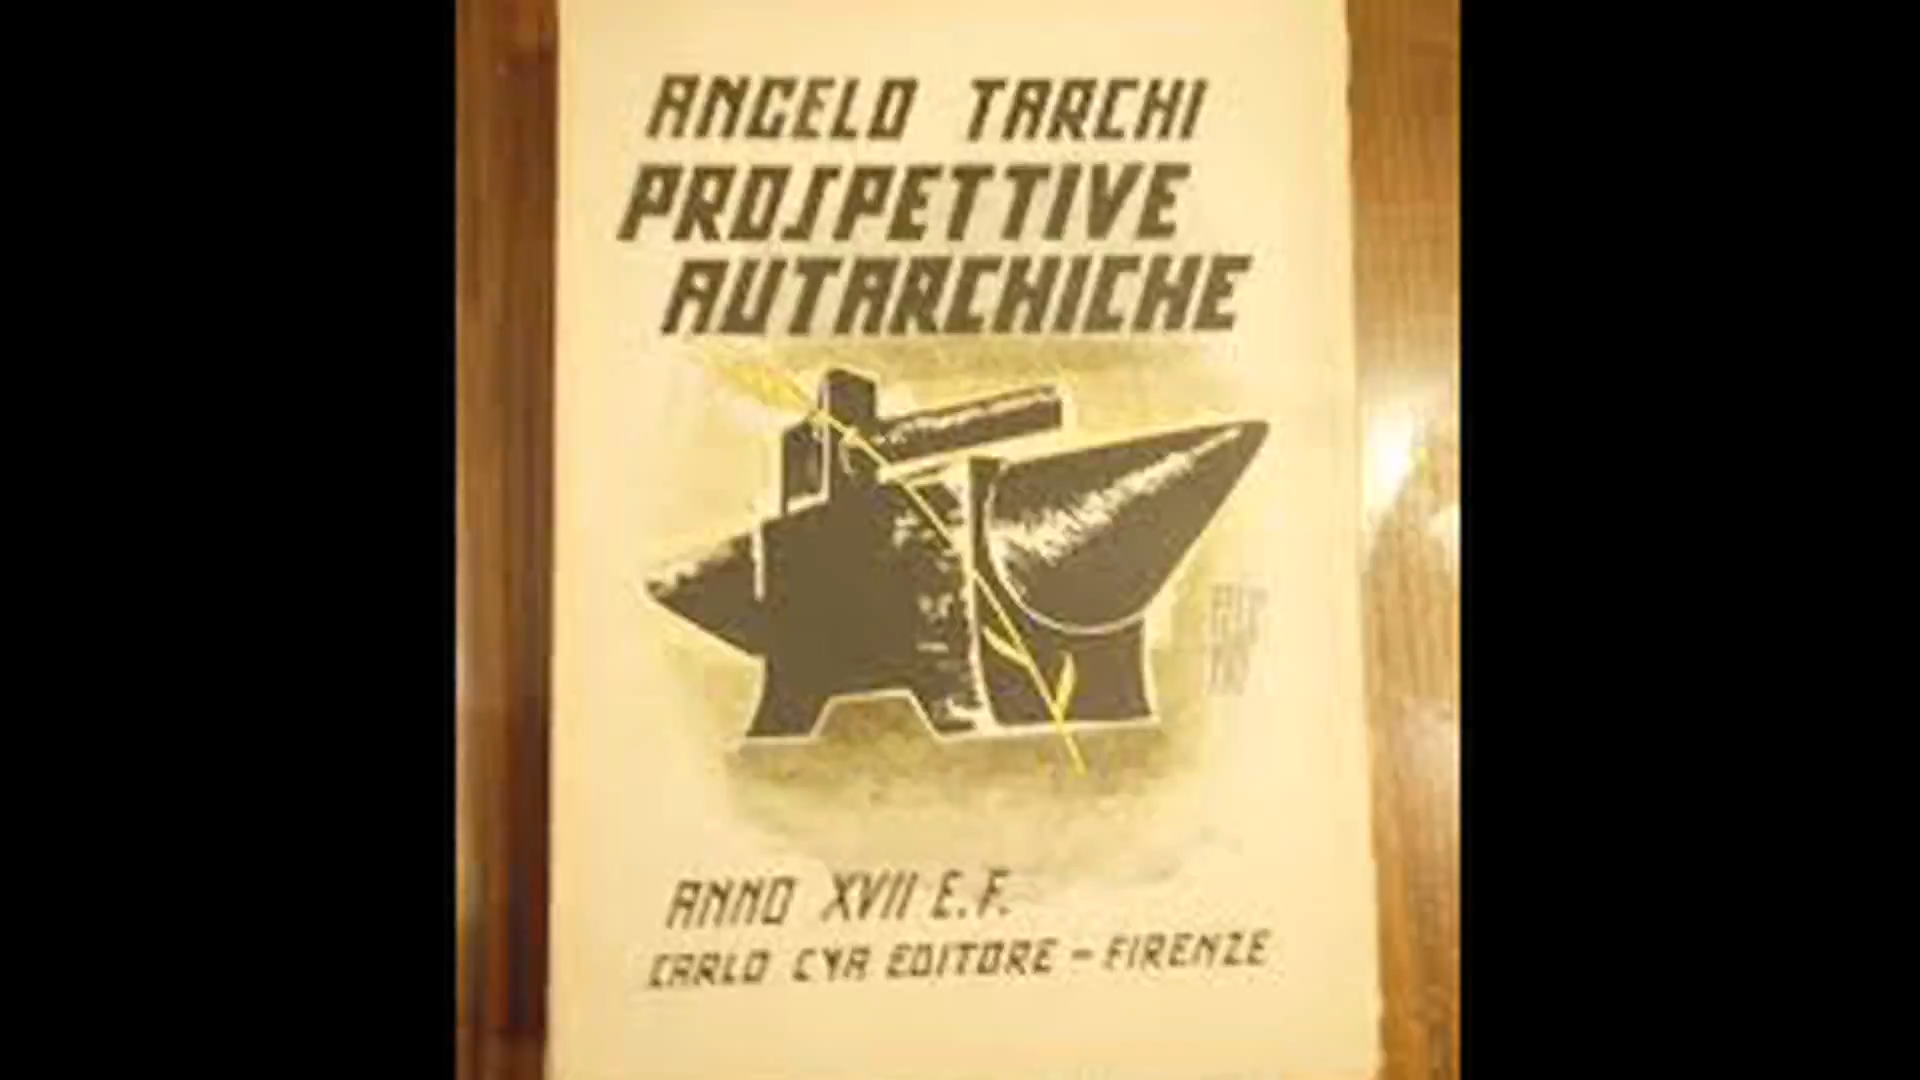 ANGELO TARCHI
PROSPETTIVE
AUTARCHICHE
ANNO XVII E.F.
CARLO CYA EDITORE - FIRENZE